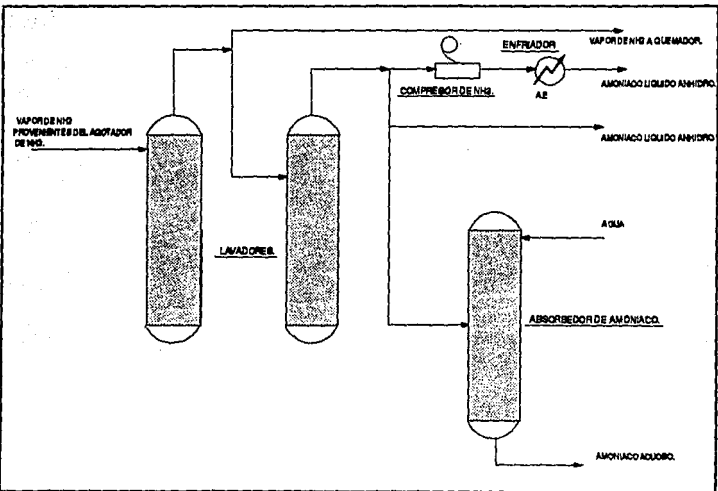 VAPOR DE NH3 A QUEMADOR.
ENFRIADOR
COMPRESOR DE NH3.
A.E
AMONIACO LIQUIDO ANHIDRO.
VAPOR DE NH3
PROVENIENTES DEL AGOTADOR
DE NH3.
AMONIACO LIQUIDO ANHIDRO
AGUA
LAVADORES.
ABSORBEDOR DE AMONIACO.
AMONIACO ACUOSO.